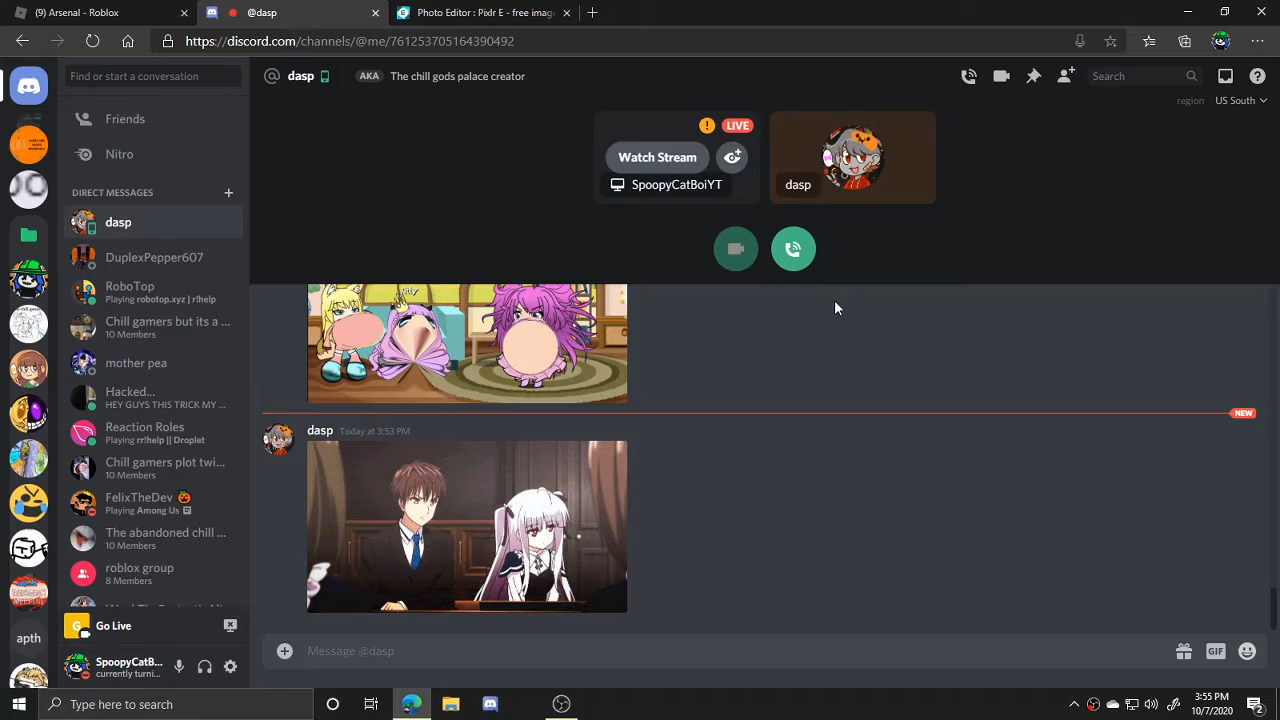 (9) Arsenal - Roblox
@dasp
Photo Editor : Pixlr E - free imag
https://discord.com/channels/@me/761253705164390492
Find or start a conversation
dasp
AKA
The chill gods palace creator
Search
region
US South
Friends
Nitro
DIRECT MESSAGES
dasp
DuplexPepper607
RoboTop
Playing robotop.xyz | r!help
Chill gamers but its a ...
10 Members
mother pea
Hacked...
HEY GUYS THIS TRICK MY ...
Reaction Roles
Playing rr!help || Droplet
Chill gamers plot twi...
10 Members
FelixTheDev
Playing Among Us
The abandoned chill ...
10 Members
roblox group
8 Members
apth
G
Go Live
SpoopyCatB...
currently turni...
LIVE
Watch Stream
SpoopyCatBoiYT
dasp
NEW
dasp Today at 3:53 PM
Message @dasp
GIF
Type here to search
3:55 PM
10/7/2020
2